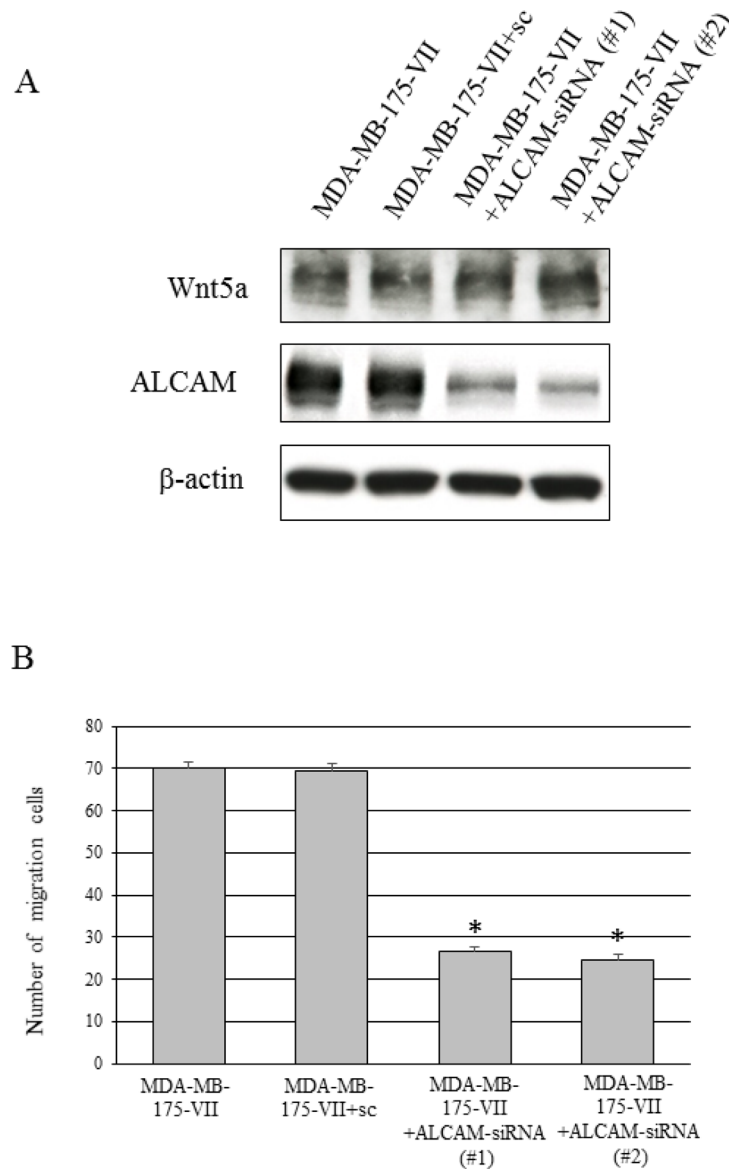 A
MDA-MB-175-VII
MDA-MB-175-VII+sc
MDA-MB-175-VII
+ALCAM-siRNA (#1)
MDA-MB-175-VII
+ALCAM-siRNA (#2)
Wnt5a
ALCAM
β-actin
B
Number of migration cells
80
70
60
50
40
30
20
10
0
*
*
MDA-MB-
175-VII
MDA-MB-
175-VII+sc
MDA-MB-
175-VII
+ALCAM-siRNA
(#1)
MDA-MB-
175-VII
+ALCAM-siRNA
(#2)